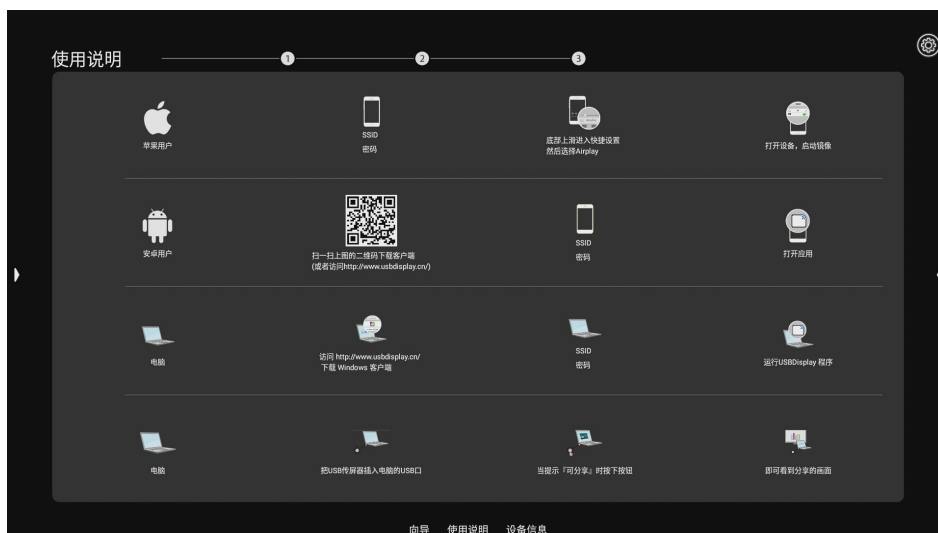 使用说明
1 2 3
苹果用户
SSID
密码
底部上滑进入快捷设置
然后选择Airplay
打开设备，启动镜像
安卓用户
扫一扫上图的二维码下载客户端
(或者访问http://www.usbdisplay.cn/)
SSID
密码
打开应用
电脑
访问 http://www.usbdisplay.cn/
下载 Windows 客户端
SSID
密码
运行USBDisplay 程序
电脑
把USB传屏器插入电脑的USB口
当提示『可分享』时按下按钮
即可看到分享的画面
向导 使用说明 设备信息